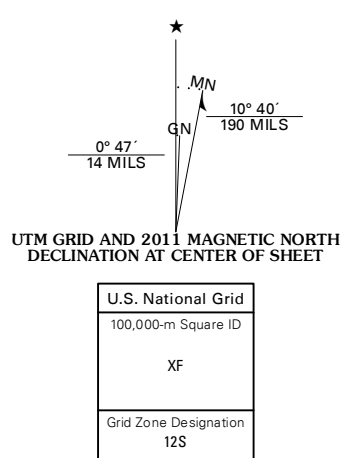 ★
MN
GN
10° 40´
190 MILS
0° 47´
14 MILS
UTM GRID AND 2011 MAGNETIC NORTH
DECLINATION AT CENTER OF SHEET
U.S. National Grid
100,000-m Square ID
XF
Grid Zone Designation
12S